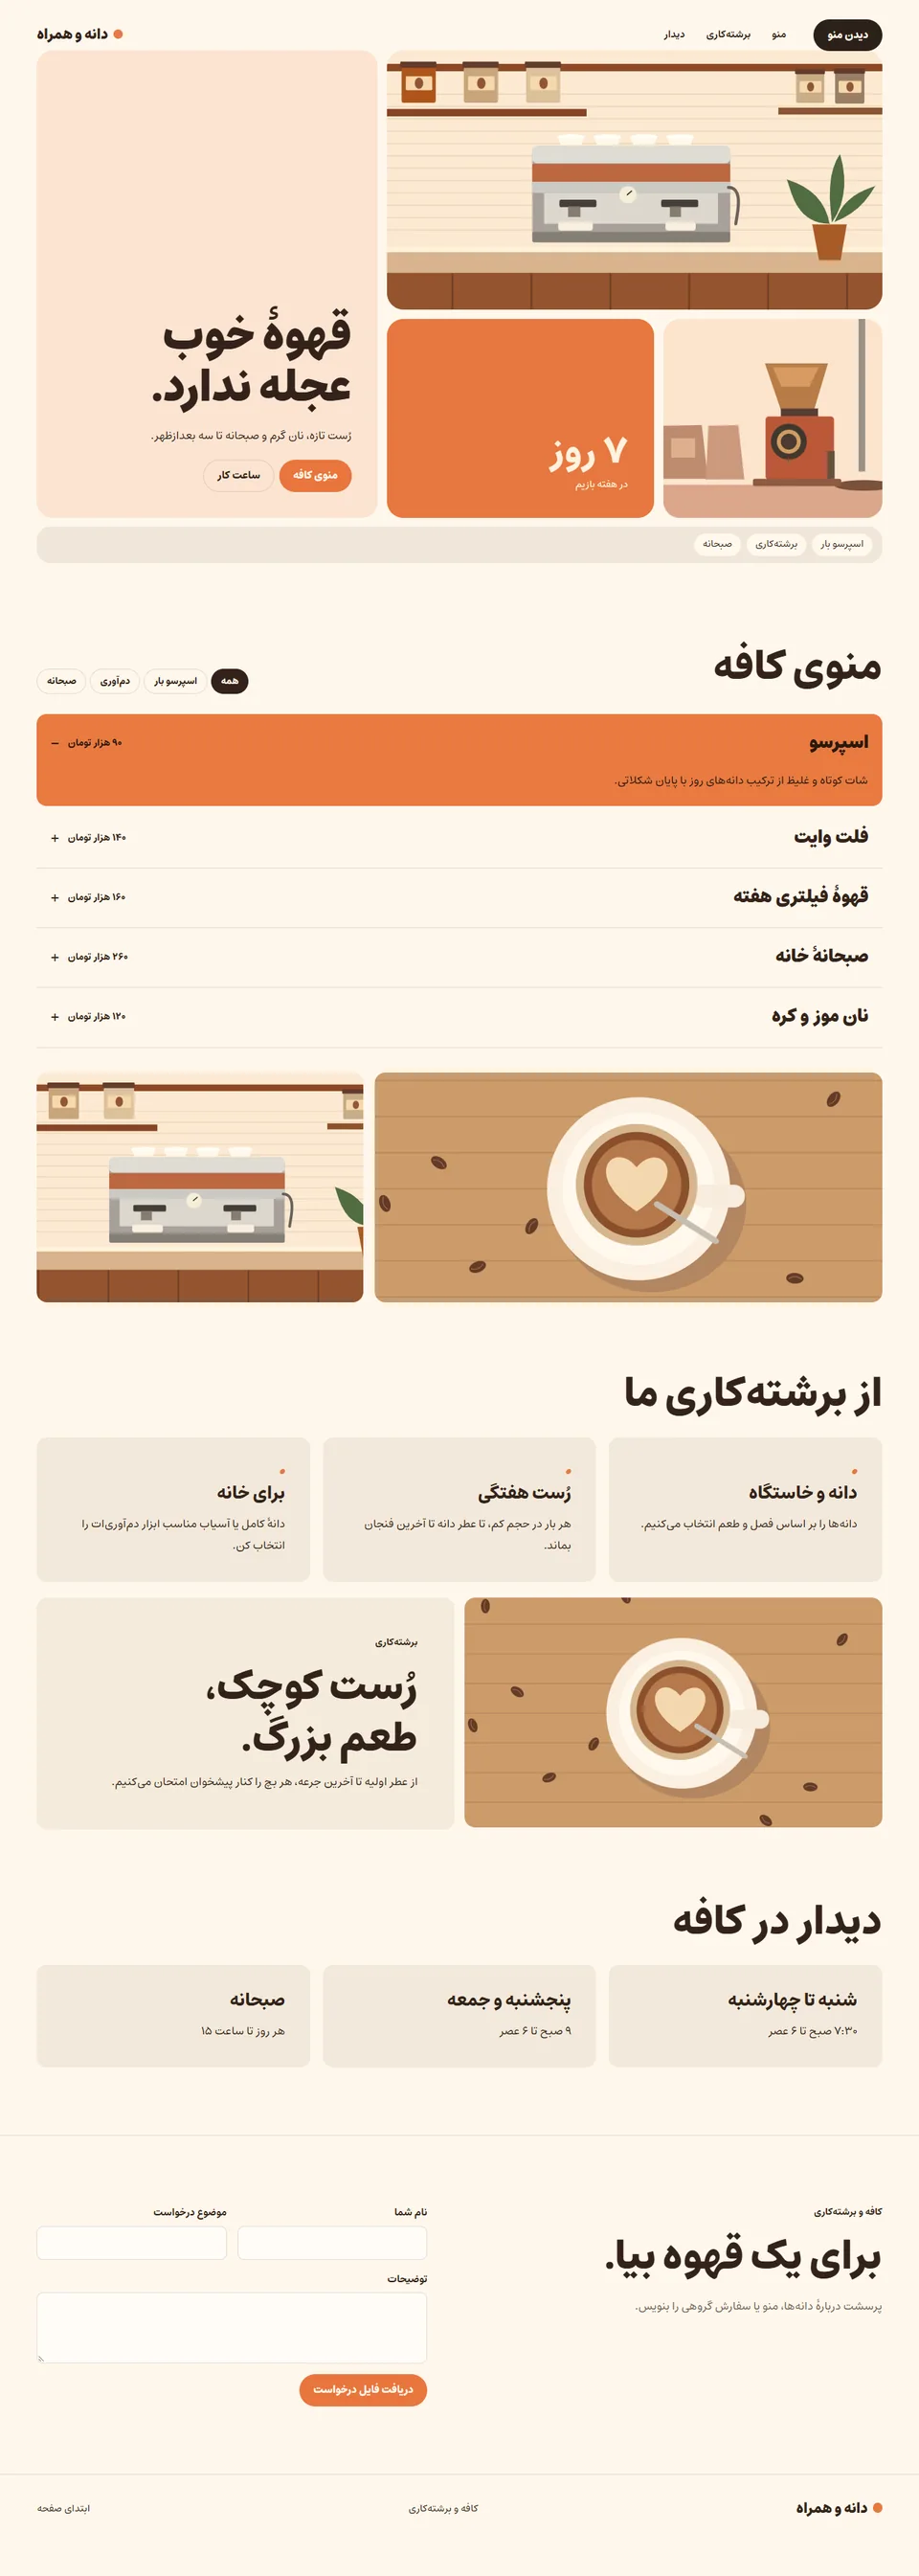 دانه و همراه
منو
برشته‌کاری
دیدار
دیدن منو
قهوهٔ خوب
عجله ندارد.
رُست تازه، نان گرم و صبحانه تا سه بعدازظهر.
منوی کافه
ساعت کار
۷ روز
در هفته بازیم
اسپرسو بار
برشته‌کاری
صبحانه
منوی کافه
همه
اسپرسو بار
دم‌آوری
صبحانه
اسپرسو
۹۰ هزار تومان
−
شات کوتاه و غلیظ از ترکیب دانه‌های روز با پایان شکلاتی.
فلت وایت
۱۴۰ هزار تومان
+
قهوهٔ فیلتری هفته
۱۶۰ هزار تومان
+
صبحانهٔ خانه
۲۶۰ هزار تومان
+
نان موز و کره
۱۲۰ هزار تومان
+
از برشته‌کاری ما
دانه و خاستگاه
دانه‌ها را بر اساس فصل و طعم انتخاب می‌کنیم.
رُست هفتگی
هر بار در حجم کم، تا عطر دانه تا آخرین فنجان
بماند.
برای خانه
دانهٔ کامل یا آسیاب مناسب ابزار دم‌آوری‌ات را
انتخاب کن.
برشته‌کاری
رُست کوچک،
طعم بزرگ.
از عطر اولیه تا آخرین جرعه، هر بچ را کنار پیشخوان امتحان می‌کنیم.
دیدار در کافه
شنبه تا چهارشنبه
۷:۳۰ صبح تا ۶ عصر
پنجشنبه و جمعه
۹ صبح تا ۶ عصر
صبحانه
هر روز تا ساعت ۱۵
کافه و برشته‌کاری
برای یک قهوه بیا.
پرسشت دربارهٔ دانه‌ها، منو یا سفارش گروهی را بنویس.
نام شما
موضوع درخواست
توضیحات
دریافت فایل درخواست
دانه و همراه
کافه و برشته‌کاری
ابتدای صفحه